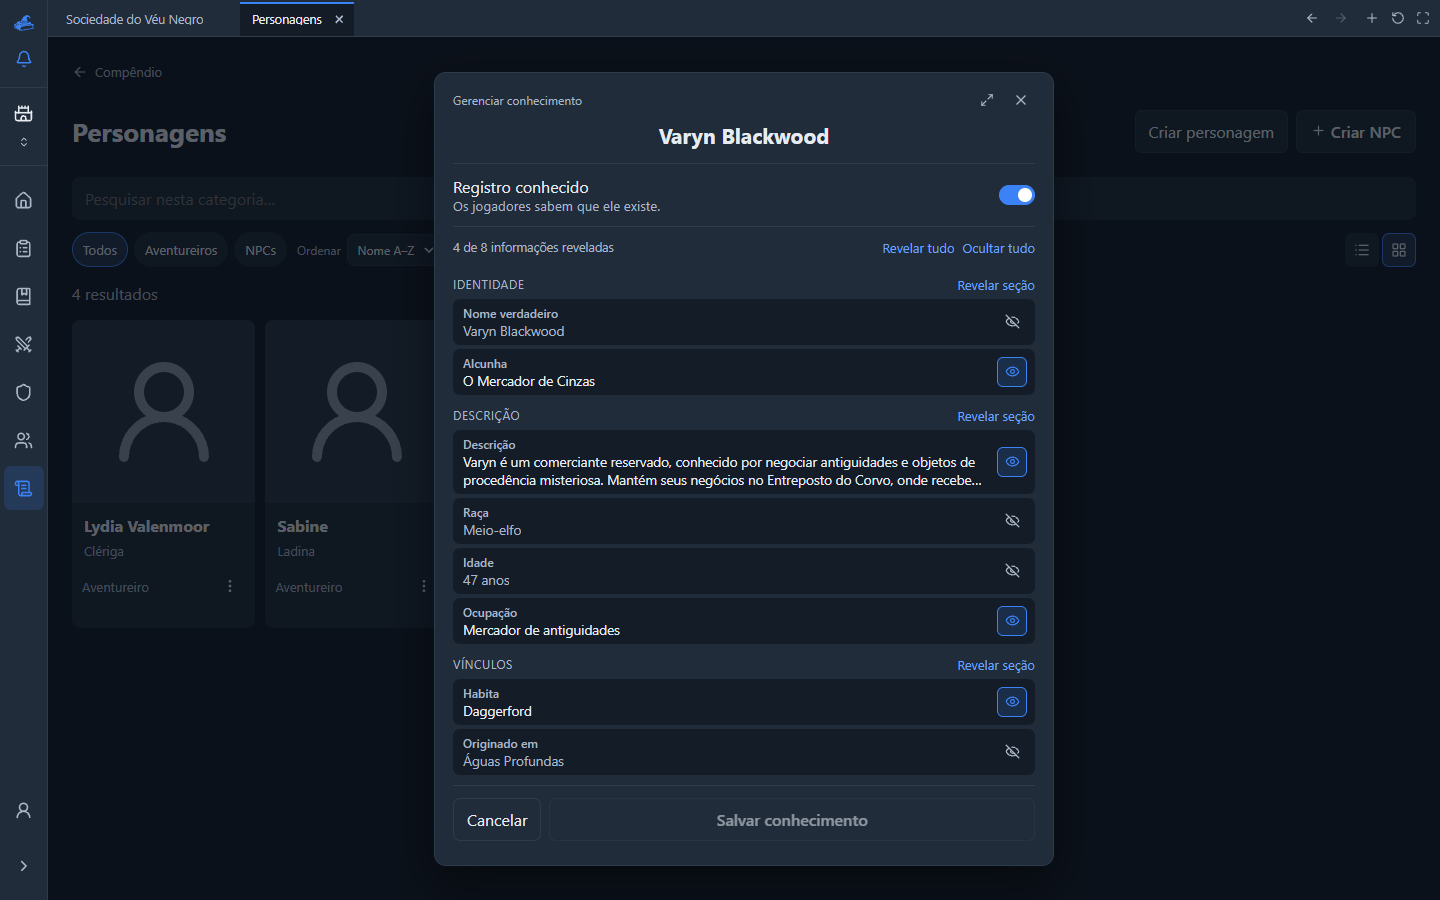 Sociedade do Véu Negro
Personagens
Compêndio
Personagens
Criar personagem
+ Criar NPC
Pesquisar nesta categoria...
Todos
Aventureiros
NPCs
Ordenar
Nome A–Z
4 resultados
Lydia Valenmoor
Clériga
Aventureiro
Sabine
Ladina
Aventureiro
Gerenciar conhecimento
Varyn Blackwood
Registro conhecido
Os jogadores sabem que ele existe.
4 de 8 informações reveladas
Revelar tudo
Ocultar tudo
IDENTIDADE
Revelar seção
Nome verdadeiro
Varyn Blackwood
Alcunha
O Mercador de Cinzas
DESCRIÇÃO
Revelar seção
Descrição
Varyn é um comerciante reservado, conhecido por negociar antiguidades e objetos de
procedência misteriosa. Mantém seus negócios no Entreposto do Corvo, onde recebe...
Raça
Meio-elfo
Idade
47 anos
Ocupação
Mercador de antiguidades
VÍNCULOS
Revelar seção
Habita
Daggerford
Originado em
Águas Profundas
Cancelar
Salvar conhecimento